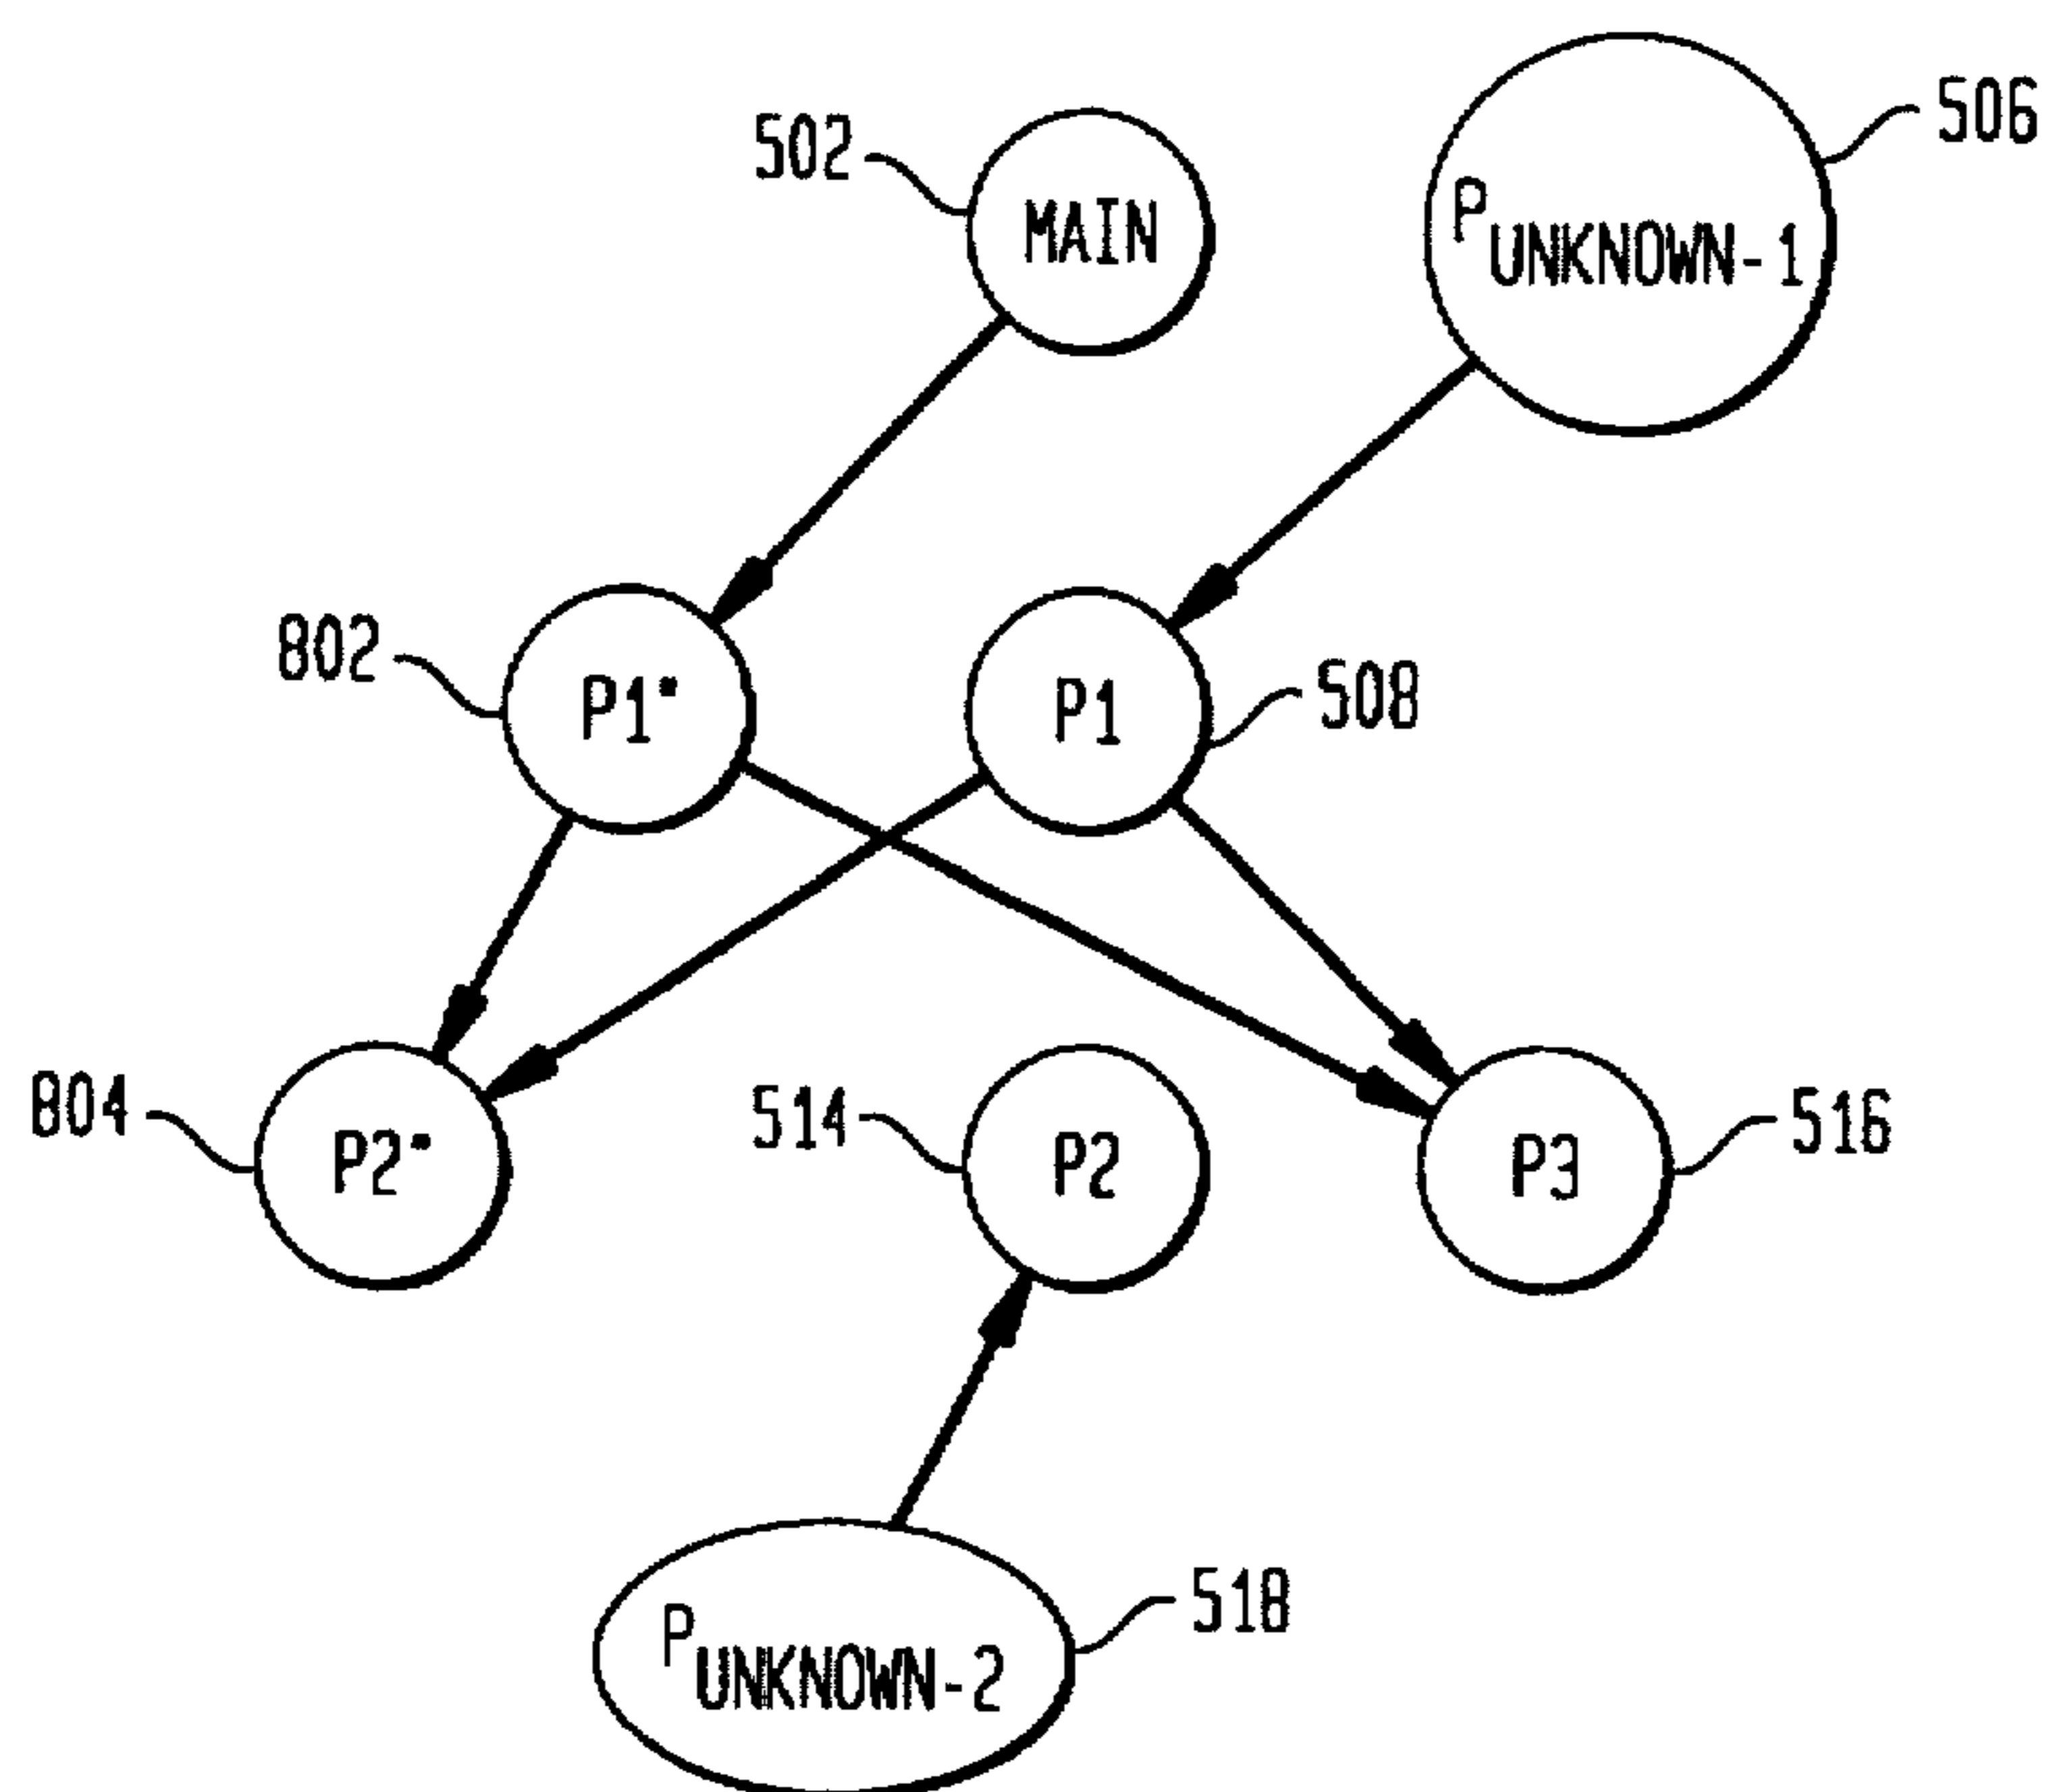 502
MAIN
506
P UNKNOWN-1
802
P1*
P1
508
804
P2*
514
P2
P3
516
P UNKNOWN-2
518